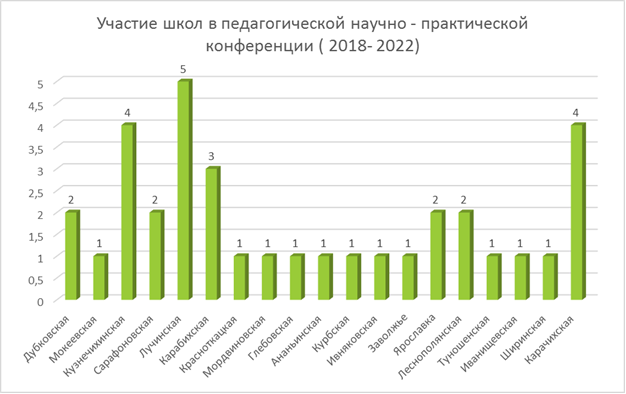 Участие школ в педагогической научно - практической
конференции ( 2018- 2022)
5
4,5
4
3,5
3
2,5
2
1,5
1
0,5
0
2
1
4
2
5
3
1
1
1
1
1
1
1
2
2
1
1
1
4
Дубковская
Мокеевская
Кузнечихинская
Сарафоновская
Лучинская
Карабихская
Красноткацкая
Мордвиновская
Глебовская
Ананьинская
Курбская
Ивняковская
Заволжье
Ярославка
Леснополянская
Туношенская
Иванищевская
Ширинская
Карачихская